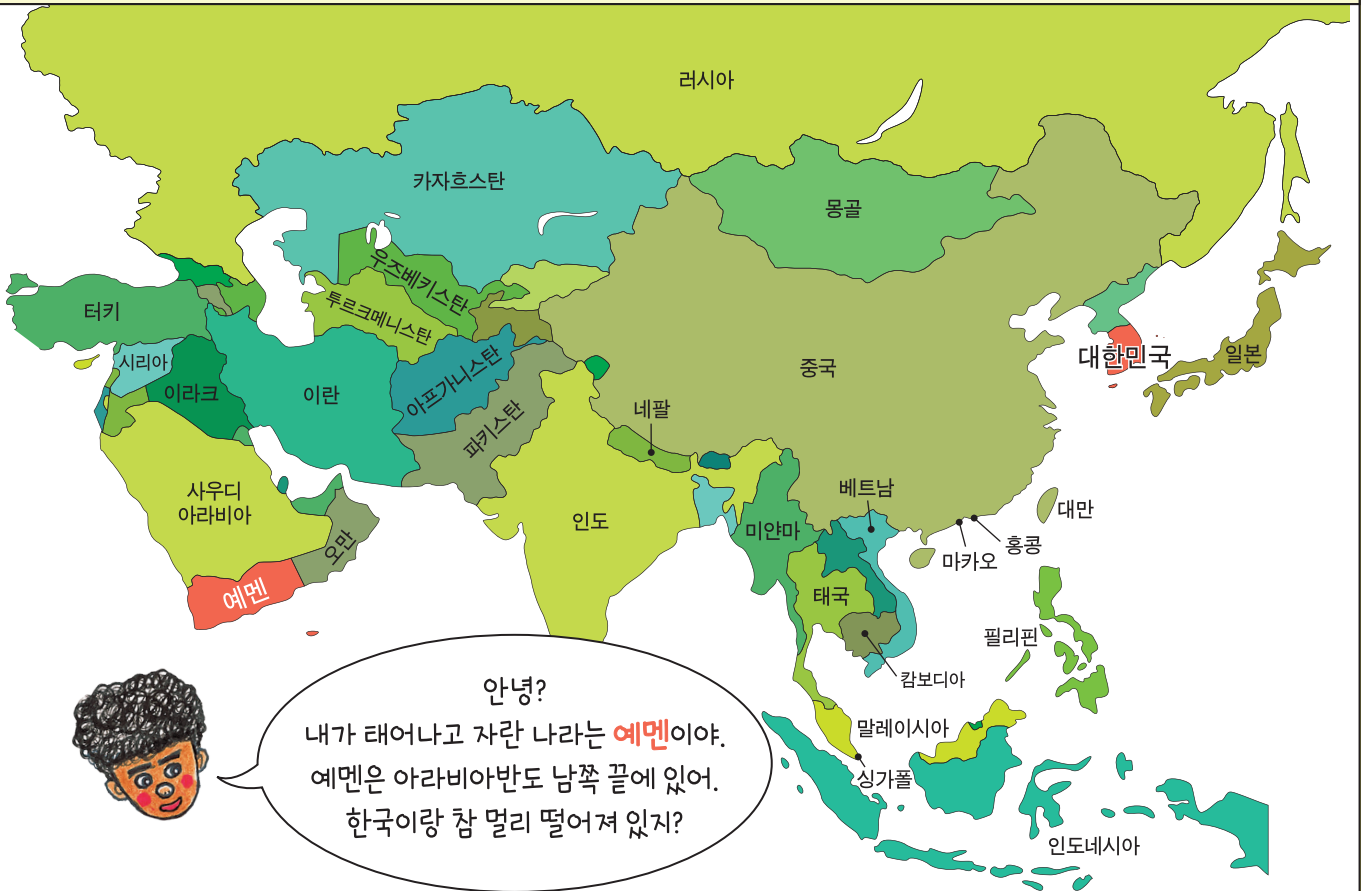 러시아
카자흐스탄
몽골
우즈베키스탄
투르크메니스탄
터키
시리아
이라크
이란
아프가니스탄
파키스탄
중국
대한민국
일본
네팔
사우디
아라비아
오만
예멘
인도
미얀마
베트남
대만
홍콩
마카오
태국
필리핀
캄보디아
말레이시아
싱가폴
인도네시아
안녕?
내가 태어나고 자란 나라는 예멘이야.
예멘은 아라비아반도 남쪽 끝에 있어.
한국이랑 참 멀리 떨어져 있지?